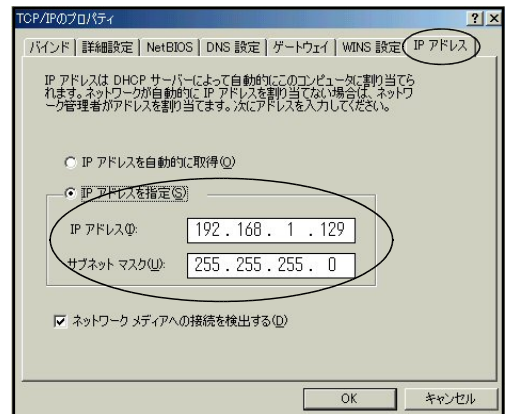 TCP/IPのプロパティ
バインド 詳細設定 NetBIOS DNS 設定 ゲートウェイ WINS 設定 IP アドレス
IP アドレスは DHCP サーバーによって自動的にこのコンピュータに割り当てら
れます。ネットワークが自動的に IP アドレスを割り当てない場合は、ネットワ
ーク管理者がアドレスを割り当てます。次にアドレスを入力してください。
IP アドレスを自動的に取得(O)
IP アドレスを指定(S)
IP アドレス(I):
192 . 168 . 1 . 129
サブネット マスク(U):
255 . 255 . 255 . 0
ネットワーク メディアへの接続を検出する(D)
OK キャンセル